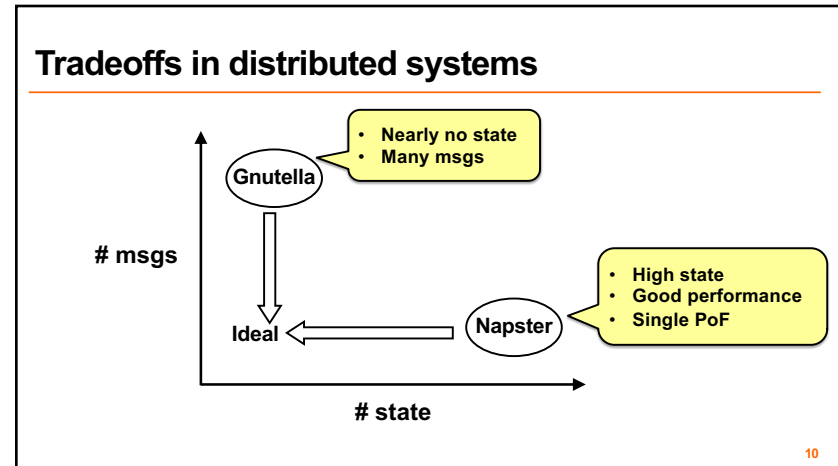 Tradeoffs in distributed systems
• Nearly no state
• Many msgs
Gnutella
# msgs
• High state
• Good performance
• Single PoF
Ideal
Napster
# state
10